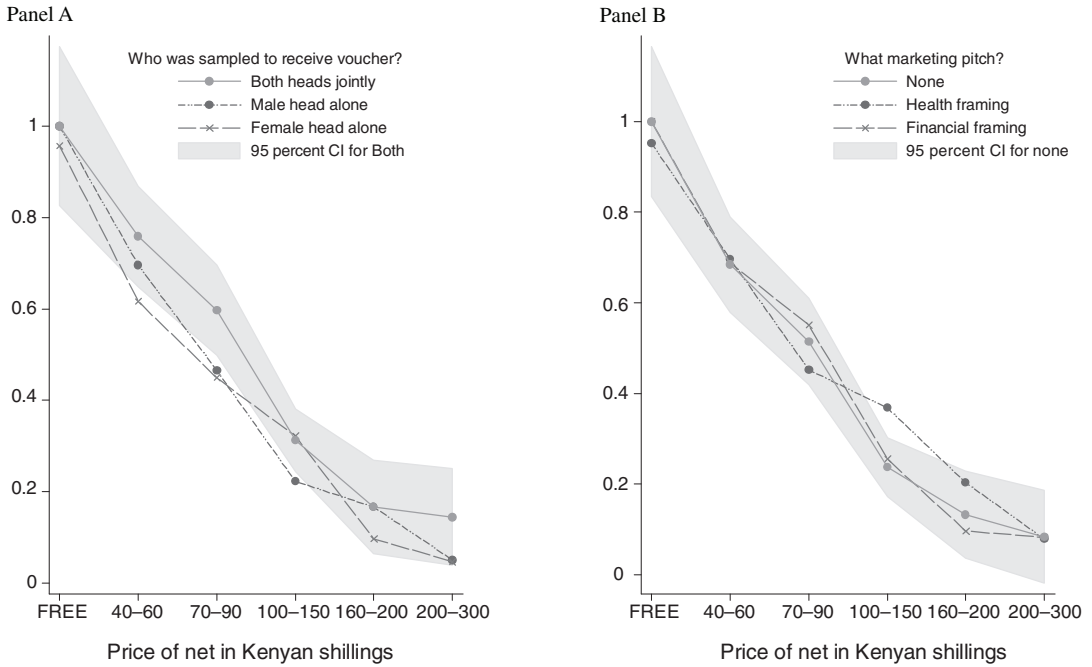 Panel A
Who was sampled to receive voucher?
Both heads jointly
Male head alone
Female head alone
95 percent CI for Both
1
0.8
0.6
0.4
0.2
0
FREE 40–60 70–90 100–150 160–200 200–300
Price of net in Kenyan shillings
Panel B
What marketing pitch?
None
Health framing
Financial framing
95 percent CI for none
1
0.8
0.6
0.4
0.2
0
FREE 40–60 70–90 100–150 160–200 200–300
Price of net in Kenyan shillings